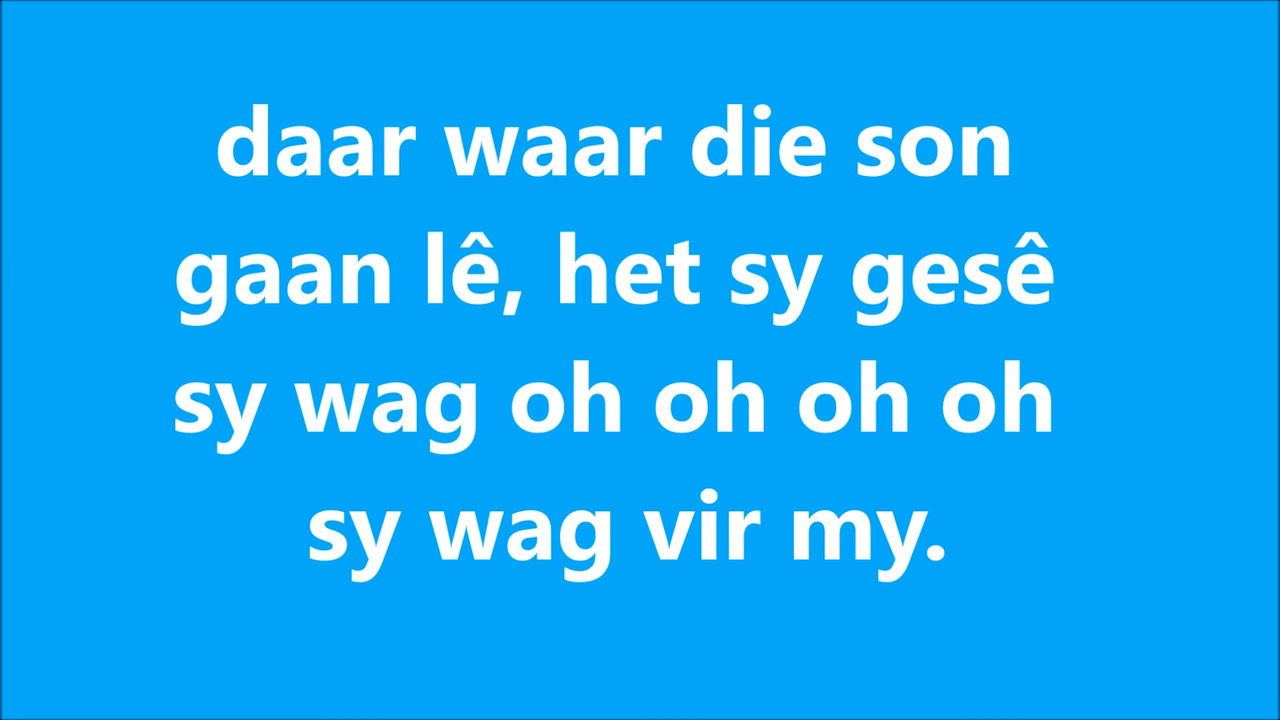 daar waar die son
gaan lê, het sy gesê
sy wag oh oh oh oh
sy wag vir my.